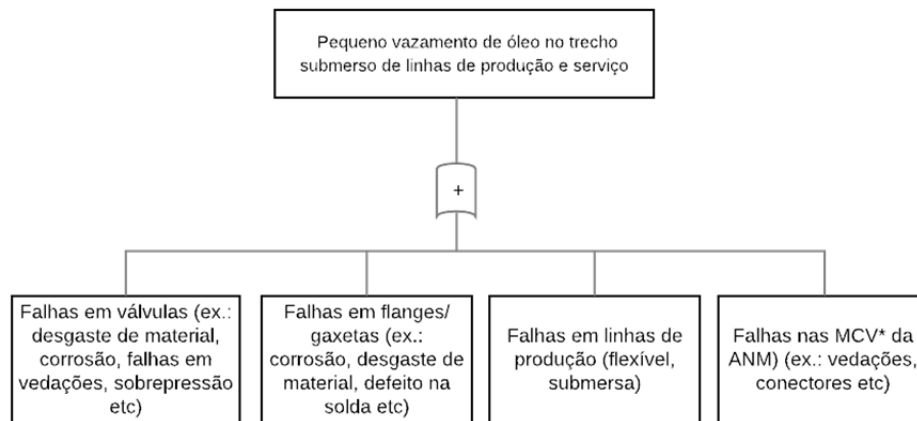 Pequeno vazamento de óleo no trecho
submerso de linhas de produção e serviço
+
Falhas em válvulas (ex.:
desgaste de material,
corrosão, falhas em
vedações, sobrepressão
etc)
Falhas em flanges/
gaxetas (ex.:
corrosão, desgaste de
material, defeito na
solda etc)
Falhas em linhas de
produção (flexível,
submersa)
Falhas nas MCV* da
ANM) (ex.: vedações,
conectores etc)